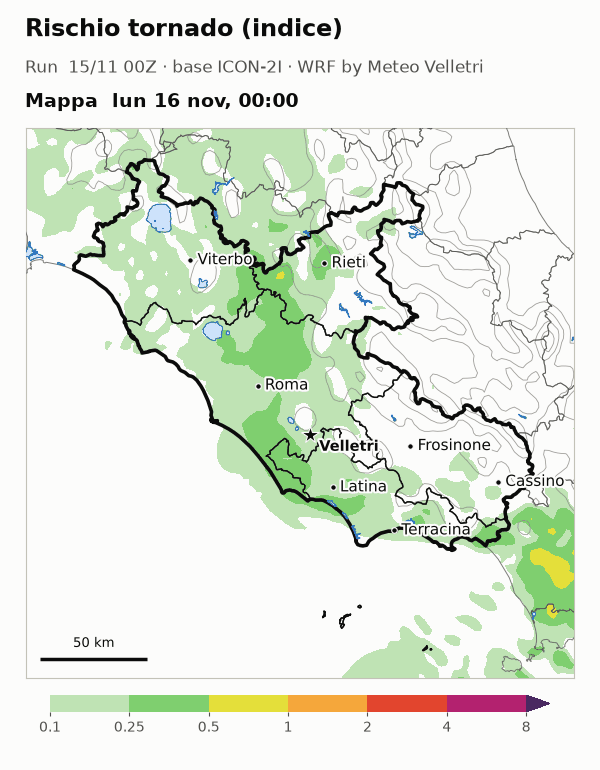 Rischio tornado (indice)
Run  15/11 00Z · base ICON-2I · WRF by Meteo Velletri
Mappa  lun 16 nov, 00:00
Viterbo
Rieti
Roma
Velletri
Frosinone
Cassino
Latina
Terracina
50 km
0.1 0.25 0.5 1 2 4 8